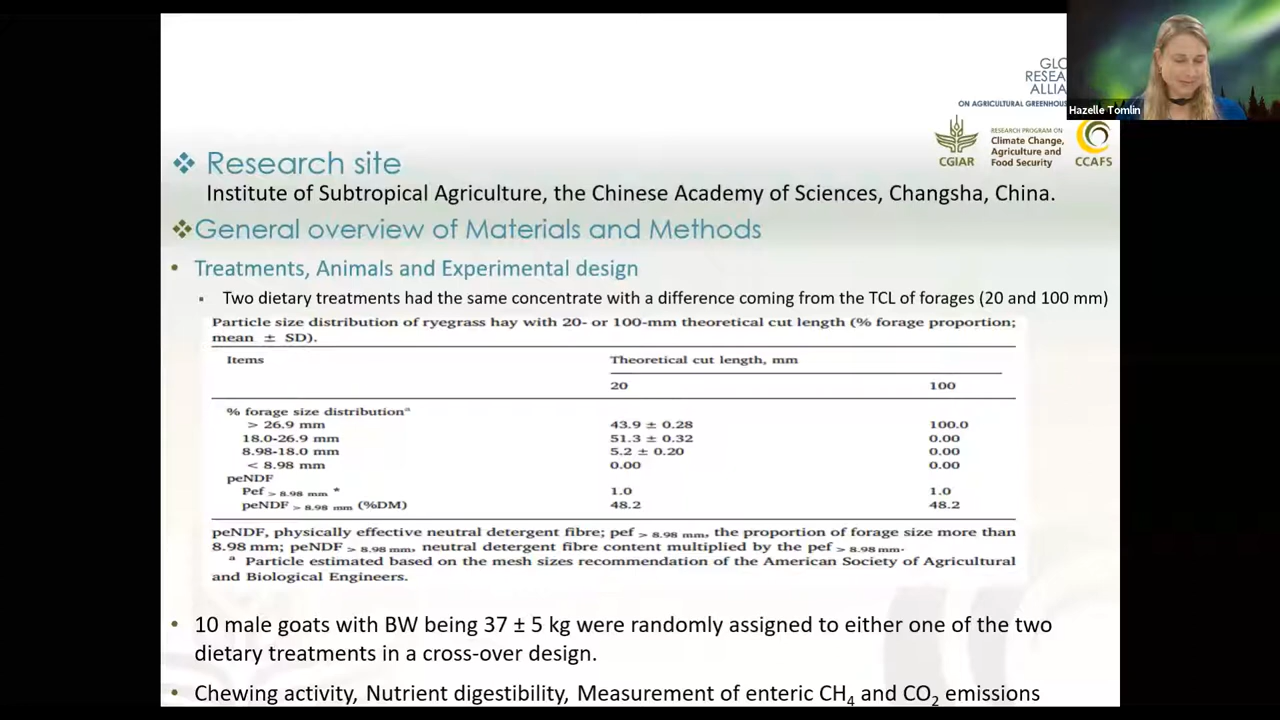 GLO
RESEA
ALLIA
ON AGRICULTURAL GREENHOUS
Hazelle Tomlin
CGIAR
RESEARCH PROGRAM ON
Climate Change,
Agriculture and
Food Security
CCAFS
❖ Research site
Institute of Subtropical Agriculture, the Chinese Academy of Sciences, Changsha, China.
❖General overview of Materials and Methods
• Treatments, Animals and Experimental design
▪ Two dietary treatments had the same concentrate with a difference coming from the TCL of forages (20 and 100 mm)
Particle size distribution of ryegrass hay with 20- or 100-mm theoretical cut length (% forage proportion;
mean ± SD).
Items Theoretical cut length, mm
20 100
% forage size distributionᵃ
> 26.9 mm 43.9 ± 0.28 100.0
18.0-26.9 mm 51.3 ± 0.32 0.00
8.98-18.0 mm 5.2 ± 0.20 0.00
< 8.98 mm 0.00 0.00
peNDF
Pef > 8.98 mm * 1.0 1.0
peNDF > 8.98 mm (%DM) 48.2 48.2
peNDF, physically effective neutral detergent fibre; pef > 8.98 mm, the proportion of forage size more than
8.98 mm; peNDF > 8.98 mm, neutral detergent fibre content multiplied by the pef > 8.98 mm.
ᵃ Particle estimated based on the mesh sizes recommendation of the American Society of Agricultural
and Biological Engineers.
• 10 male goats with BW being 37 ± 5 kg were randomly assigned to either one of the two
dietary treatments in a cross-over design.
• Chewing activity, Nutrient digestibility, Measurement of enteric CH₄ and CO₂ emissions